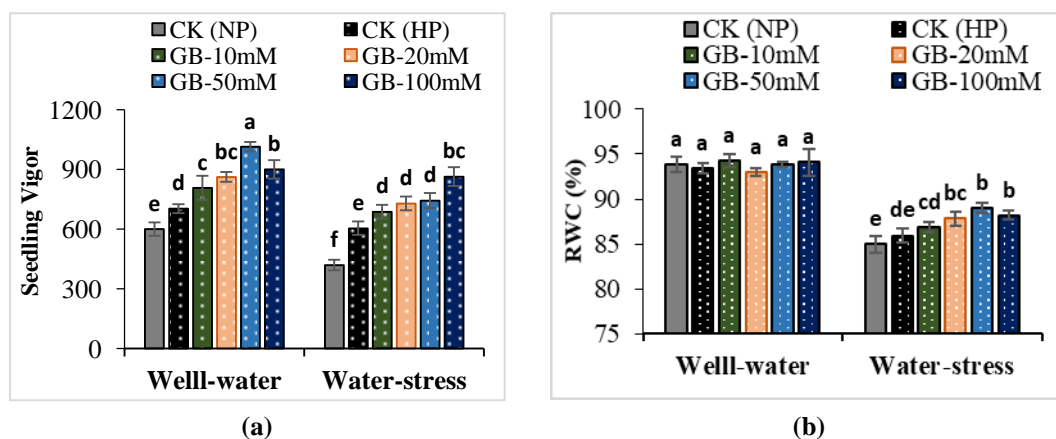 CK (NP) CK (HP)
GB-10mM GB-20mM
GB-50mM GB-100mM
Seedling Vigor
1200
900
600
300
0
e d c bc a b
f e d d d bc
Welll-water Water-stress
(a)
CK (NP) CK (HP)
GB-10mM GB-20mM
GB-50mM GB-100mM
RWC (%)
100
95
90
85
80
75
a a a a a a
e de cd bc b b
Welll-water Water-stress
(b)